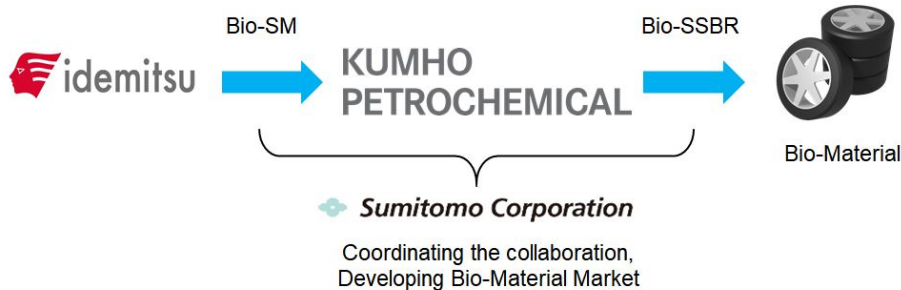 Bio-SM
Bio-SSBR
idemitsu
KUMHO
PETROCHEMICAL
Bio-Material
Sumitomo Corporation
Coordinating the collaboration,
Developing Bio-Material Market